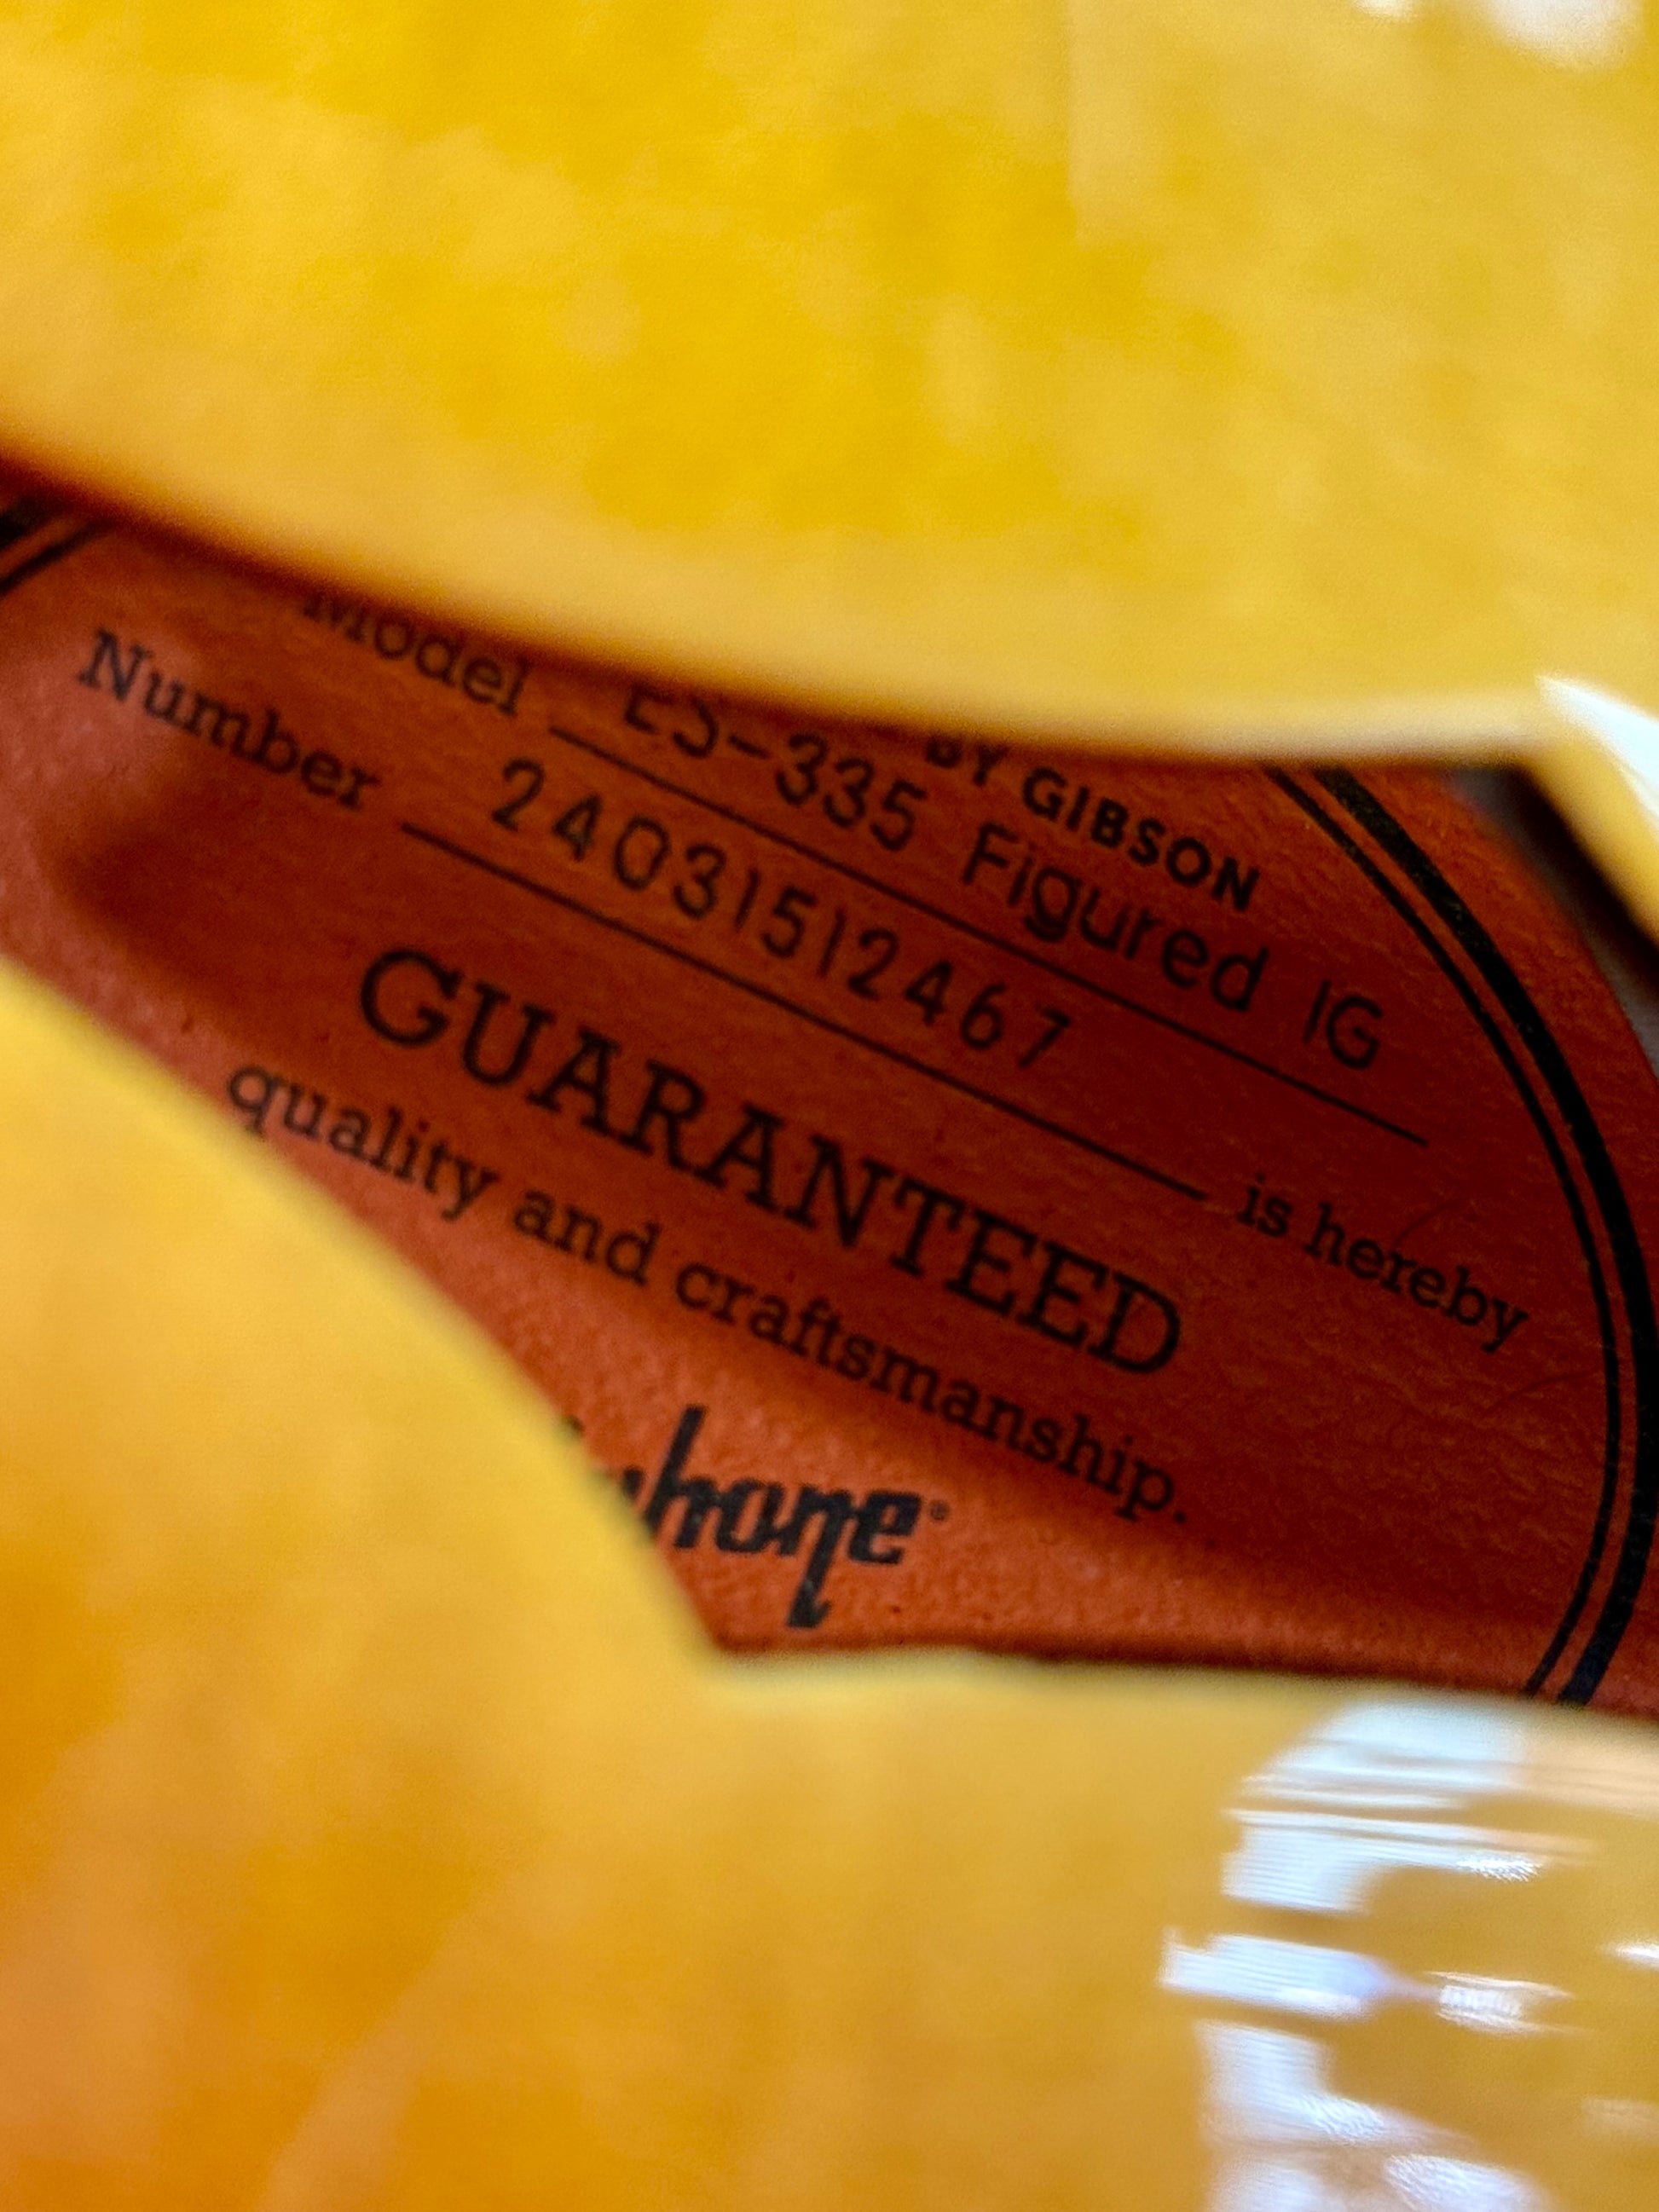 BY GIBSON
Model ES-335 Figured IG
Number 24031512467 is hereby
GUARANTEED
quality and craftsmanship.